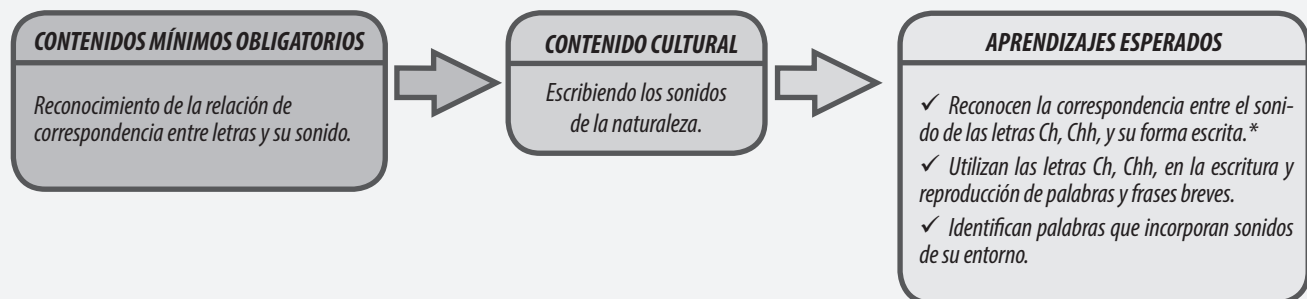 CONTENIDOS MÍNIMOS OBLIGATORIOS
Reconocimiento de la relación de
correspondencia entre letras y su sonido.
CONTENIDO CULTURAL
Escribiendo los sonidos
de la naturaleza.
APRENDIZAJES ESPERADOS
✓ Reconocen la correspondencia entre el soni-
do de las letras Ch, Chh, y su forma escrita.*
✓ Utilizan las letras Ch, Chh, en la escritura y
reproducción de palabras y frases breves.
✓ Identifican palabras que incorporan sonidos
de su entorno.